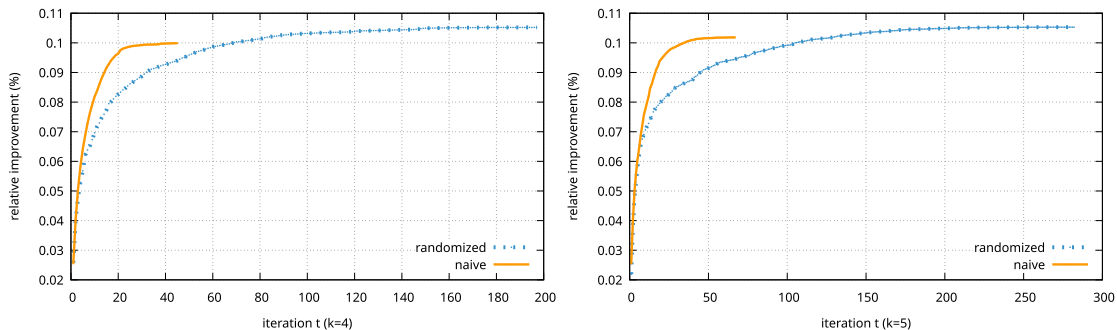 relative improvement (%)
0.11
0.1
0.09
0.08
0.07
0.06
0.05
0.04
0.03
0.02
randomized
naive
0 20 40 60 80 100 120 140 160 180 200
iteration t (k=4)
relative improvement (%)
0.11
0.1
0.09
0.08
0.07
0.06
0.05
0.04
0.03
0.02
randomized
naive
0 50 100 150 200 250 300
iteration t (k=5)